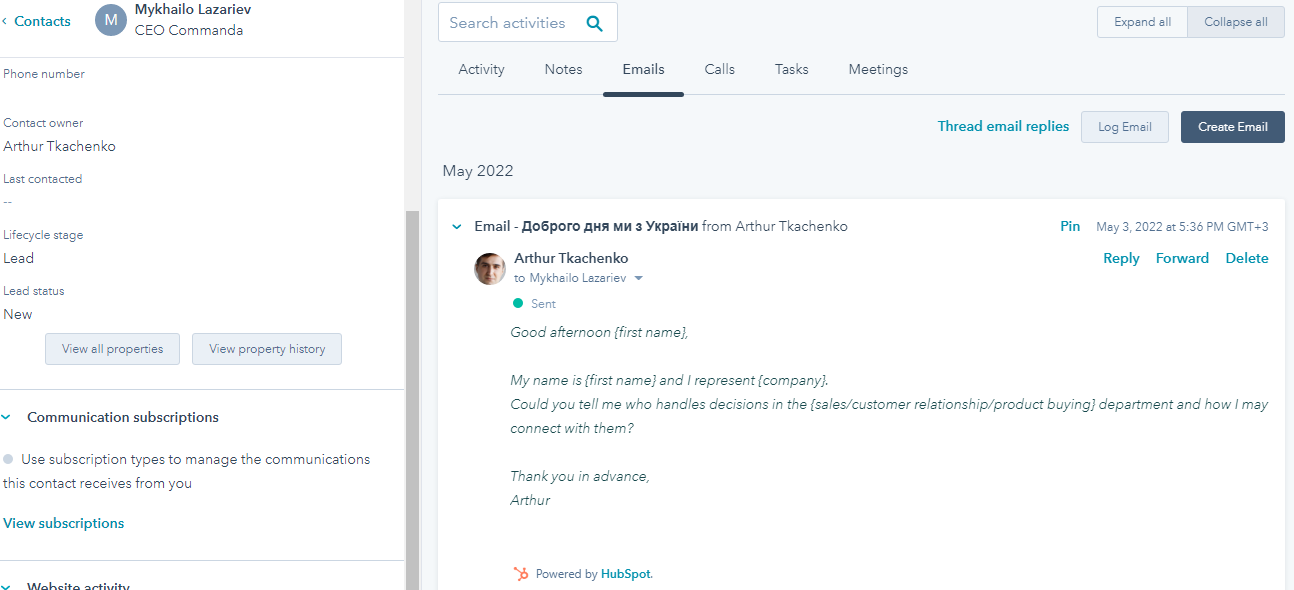 Contacts
M
Mykhailo Lazariev
CEO Commanda
Phone number
Contact owner
Arthur Tkachenko
Last contacted
--
Lifecycle stage
Lead
Lead status
New
View all properties
View property history
Communication subscriptions
Use subscription types to manage the communications
this contact receives from you
View subscriptions
Website activity
Search activities
Expand all
Collapse all
Activity
Notes
Emails
Calls
Tasks
Meetings
Thread email replies
Log Email
Create Email
May 2022
Email - Доброго дня ми з України from Arthur Tkachenko
Pin
May 3, 2022 at 5:36 PM GMT+3
Arthur Tkachenko
Reply
Forward
Delete
to Mykhailo Lazariev
Sent
Good afternoon {first name},
My name is {first name} and I represent {company}.
Could you tell me who handles decisions in the {sales/customer relationship/product buying} department and how I may
connect with them?
Thank you in advance,
Arthur
Powered by HubSpot.